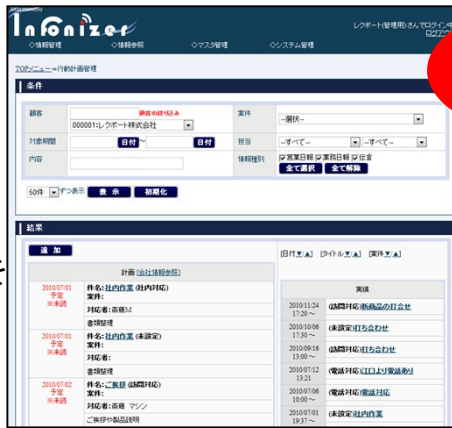 Infonizer
レクポート(管理用)さんでログイン中
ログアウ
◇情報管理 ◇情報参照 ◇マスタ管理 ◇システム管理
TOPメニュー→行動計画管理
条件
顧客 顧客の絞り込み 案件 --選択--
000001:レクポート株式会社
対象期間 日付 ~ 日付 担当 --すべて-- --すべて--
内容 情報種別 営業日報 業務日報 伝言
全て選択 全て解除
50件 ずつ表示 表示 初期化
結果
追加 [日付▼/▲] [タイトル▼/▲] [案件▼/▲]
を
計画 [会社情報参照]
2010/07/01 予定 ※未読
件名:社内作業 (社内対応)
案件:
対応者:斎藤M
書類整理
2010/07/01 予定 ※未読
件名:社内作業 (未設定)
案件:
対応者:
書類整理
2010/07/02 予定 ※未読
件名:ご挨拶 (訪問対応)
案件:
対応者:斎藤 マシン
ご挨拶や製品説明
実績
2010/11/24 17:20～ (訪問対応)新商品の打合せ
2010/10/06 17:30～ (未設定)打ち合わせ
2010/09/16 13:00～ (訪問対応)打ち合わせ
2010/07/12 13:21 (電話対応)江口より電話あり
2010/07/06 10:00～ (電話対応)電話対応
2010/07/01 19:37～ (未設定)社内作業